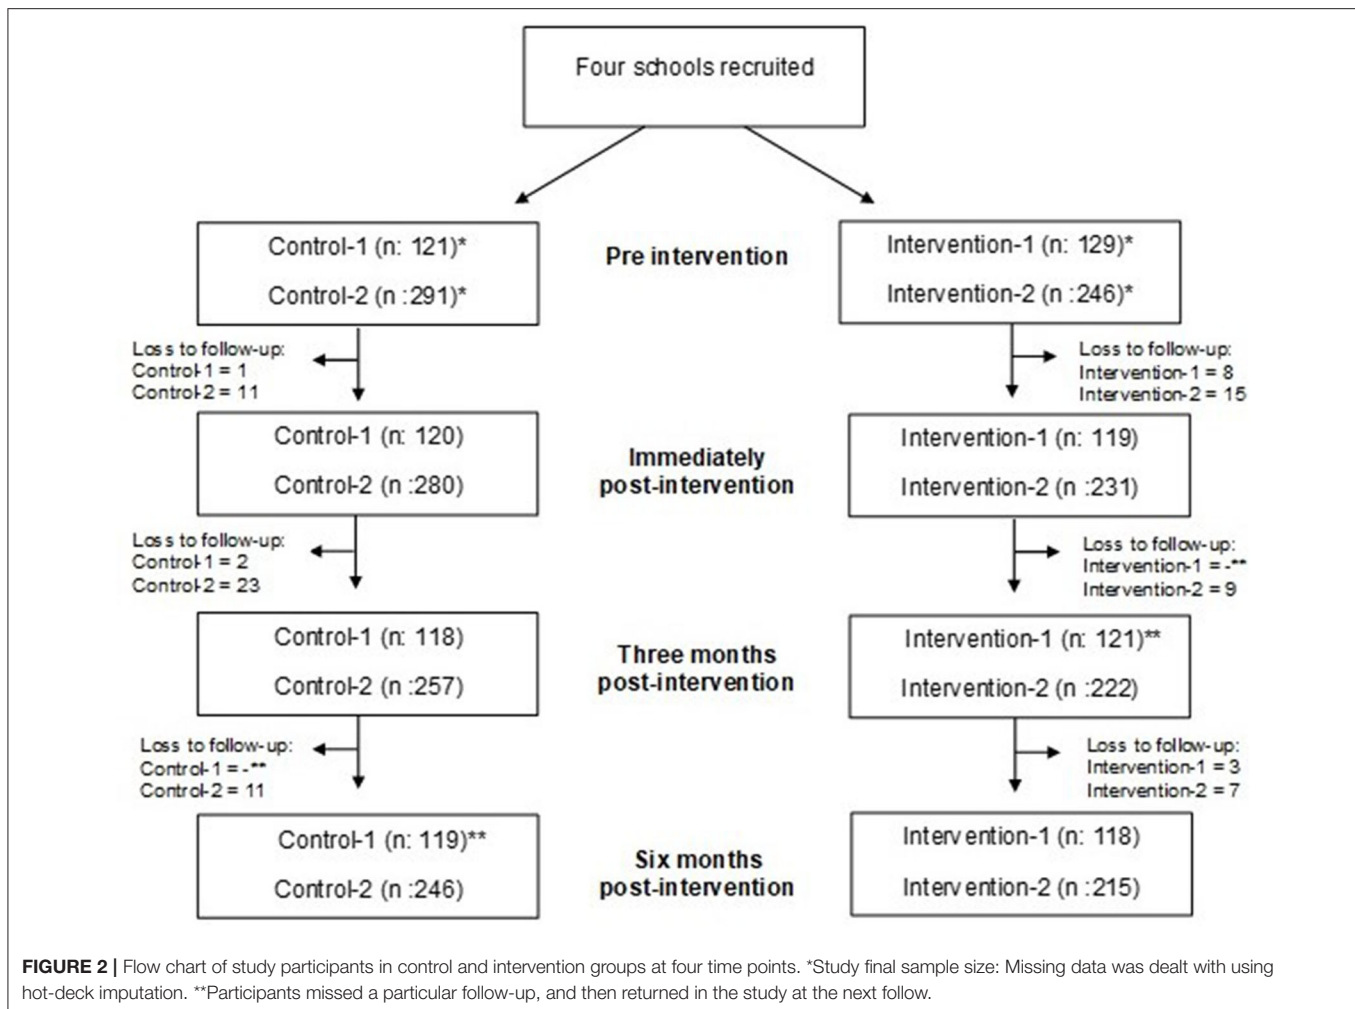 Four schools recruited
Control-1 (n: 121)*
Control-2 (n :291)*
Pre intervention
Intervention-1 (n: 129)*
Intervention-2 (n :246)*
Loss to follow-up:
Control-1 = 1
Control-2 = 11
Loss to follow-up:
Intervention-1 = 8
Intervention-2 = 15
Control-1 (n: 120)
Control-2 (n :280)
Immediately
post-intervention
Intervention-1 (n: 119)
Intervention-2 (n :231)
Loss to follow-up:
Control-1 = 2
Control-2 = 23
Loss to follow-up:
Intervention-1 = -**
Intervention-2 = 9
Control-1 (n: 118)
Control-2 (n :257)
Three months
post-intervention
Intervention-1 (n: 121)**
Intervention-2 (n :222)
Loss to follow-up:
Control-1 = -**
Control-2 = 11
Loss to follow-up:
Intervention-1 = 3
Intervention-2 = 7
Control-1 (n: 119)**
Control-2 (n :246)
Six months
post-intervention
Intervention-1 (n: 118)
Intervention-2 (n :215)
FIGURE 2 | Flow chart of study participants in control and intervention groups at four time points. *Study final sample size: Missing data was dealt with using
hot-deck imputation. **Participants missed a particular follow-up, and then returned in the study at the next follow.